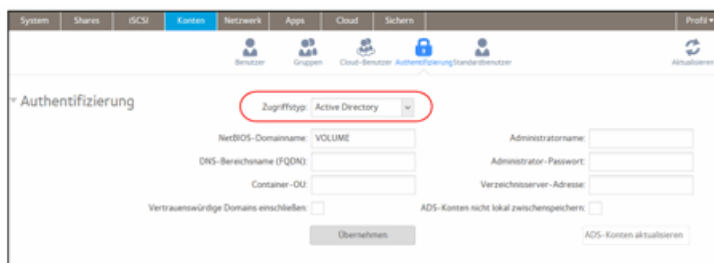 System Shares iSCSI Konten Netzwerk Apps Cloud Sichern Profil
Benutzer Gruppen Cloud-Benutzer Authentifizierung Standardbenutzer Aktualisieren
Authentifizierung
Zugriffstyp: Active Directory
NetBIOS-Domainname: VOLUME Administratorname:
DNS-Bereichsname (FQDN): Administrator-Passwort:
Container-OU: Verzeichnisserver-Adresse:
Vertrauenswürdige Domains einschließen: ADS-Konten nicht lokal zwischenspeichern:
Übernehmen ADS-Konten aktualisieren